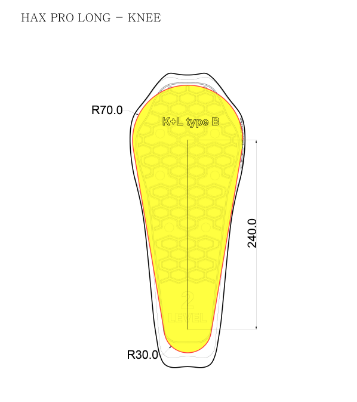 HAX PRO LONG – KNEE
R70.0
K+L type B
240.0
R30.0